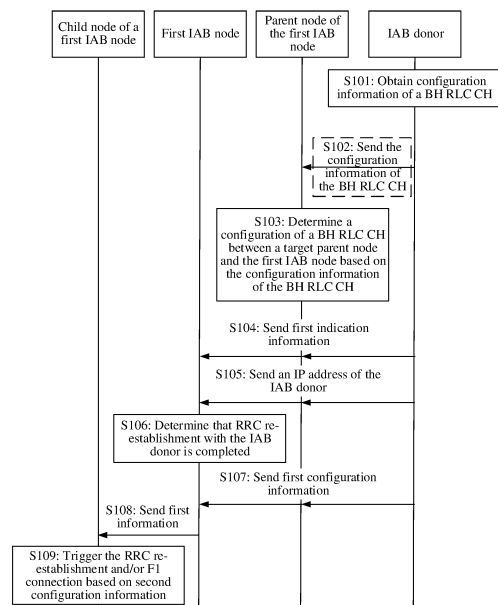 Child node of a
first IAB node
First IAB node
Parent node of
the first IAB
node
IAB donor
S101: Obtain configuration
information of a BH RLC CH
S102: Send the
configuration
information of
the BH RLC CH
S103: Determine a
configuration of a BH RLC CH
between a target parent node
and the first IAB node based on
the configuration information
of the BH RLC CH
S104: Send first indication
information
S105: Send an IP address of the
IAB donor
S106: Determine that RRC re-
establishment with the IAB
donor is completed
S107: Send first configuration
information
S108: Send first
information
S109: Trigger the RRC re-
establishment and/or F1
connection based on second
configuration information